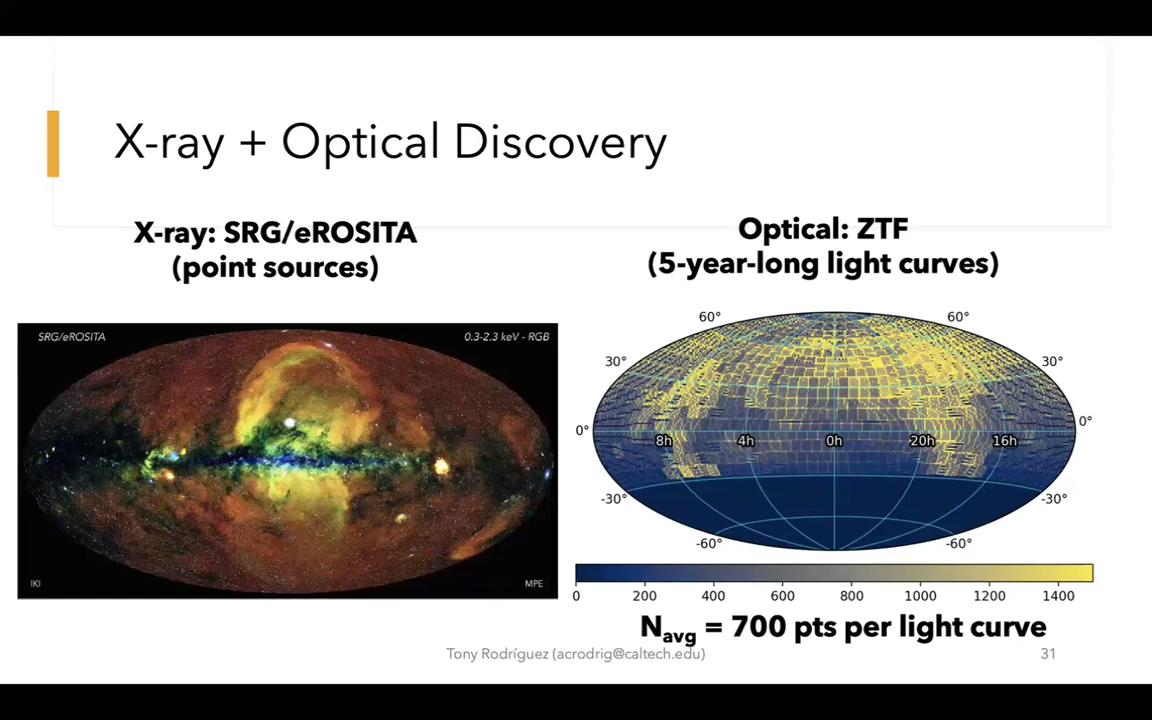 X-ray + Optical Discovery
X-ray: SRG/eROSITA
(point sources)
Optical: ZTF
(5-year-long light curves)
SRG/eROSITA
0.3-2.3 keV - RGB
IKI
MPE
60°
60°
30°
30°
0°
0°
8h
4h
0h
20h
16h
-30°
-30°
-60°
-60°
0
200
400
600
800
1000
1200
1400
Navg = 700 pts per light curve
Tony Rodríguez (acrodrig@caltech.edu)
31